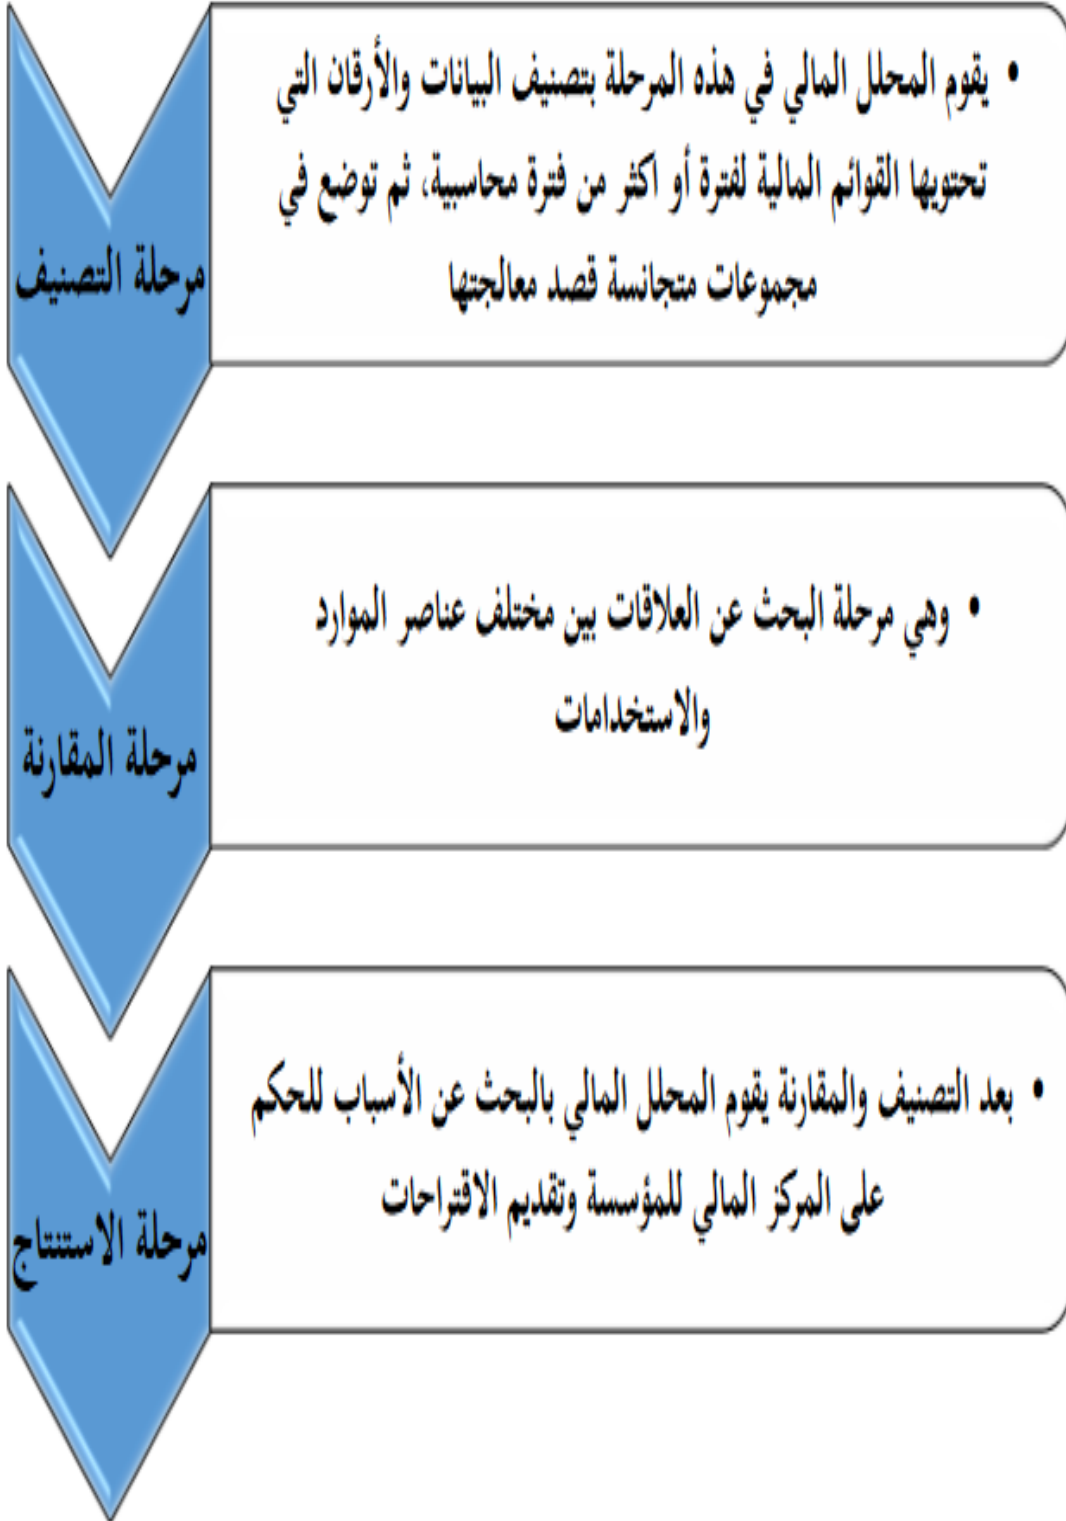 مرحلة التصنيف
• يقوم المحلل المالي في هذه المرحلة بتصنيف البيانات والأرقان التي
تحتويها القوائم المالية لفترة أو اكثر من فترة محاسبية، ثم توضع في
مجموعات متجانسة قصد معالجتها
مرحلة المقارنة
• وهي مرحلة البحث عن العلاقات بين مختلف عناصر الموارد
والاستخدامات
مرحلة الاستنتاج
• بعد التصنيف والمقارنة يقوم المحلل المالي بالبحث عن الأسباب للحكم
على المركز المالي للمؤسسة وتقديم الاقتراحات